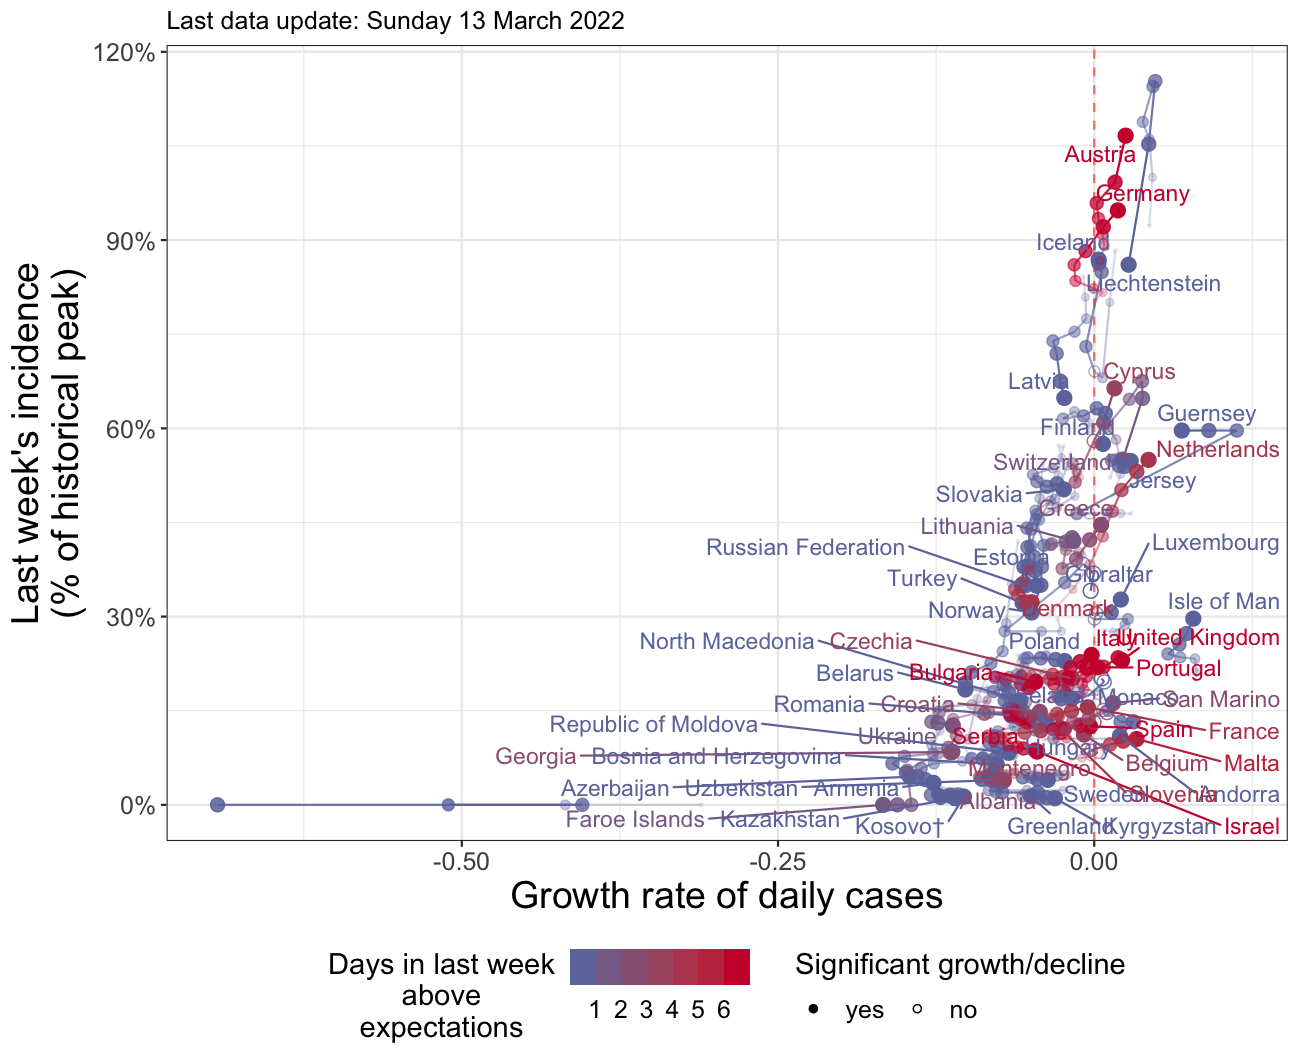 Last data update: Sunday 13 March 2022
120%
90%
60%
30%
0%
Last week's incidence
(% of historical peak)
Austria
Germany
Iceland
Liechtenstein
Latvia
Cyprus
Guernsey
Finland
Netherlands
Switzerland
Jersey
Slovakia
Greece
Lithuania
Luxembourg
Russian Federation
Estonia
Turkey
Gibraltar
Isle of Man
Norway
Denmark
North Macedonia
Czechia
Poland
Italy
United Kingdom
Belarus
Bulgaria
Portugal
Romania
Croatia
Ireland
Monaco
San Marino
Republic of Moldova
Ukraine
Serbia
Spain
France
Georgia
Bosnia and Herzegovina
Hungary
Belgium
Malta
Montenegro
Azerbaijan
Uzbekistan
Armenia
Albania
Sweden
Slovenia
Andorra
Faroe Islands
Kazakhstan
Kosovo†
Greenland
Kyrgyzstan
Israel
-0.50
-0.25
0.00
Growth rate of daily cases
Days in last week
above
expectations
1 2 3 4 5 6
Significant growth/decline
yes
no